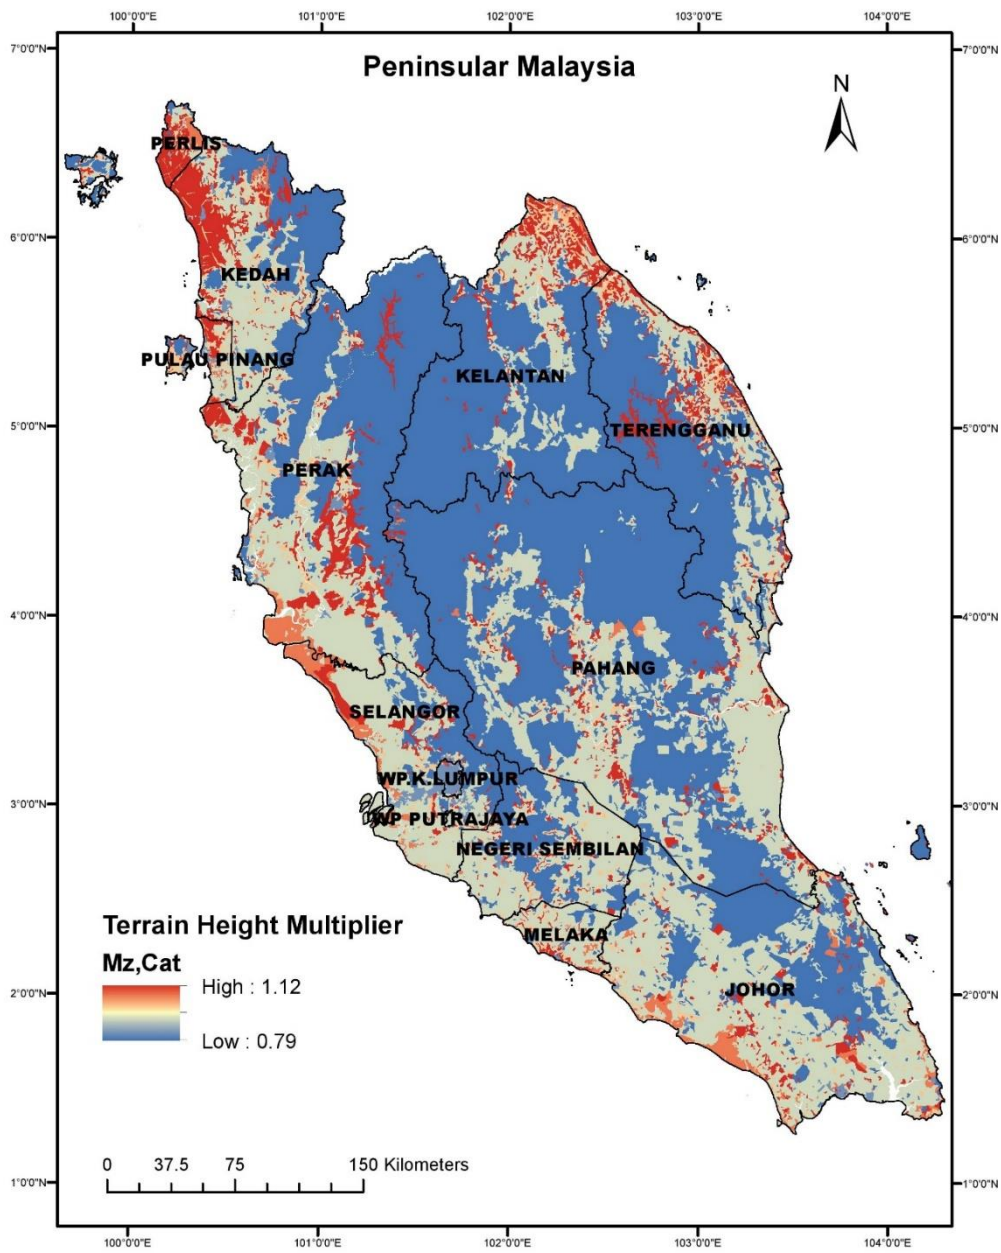 100°0'0"E 101°0'0"E 102°0'0"E 103°0'0"E 104°0'0"E
7°0'0"N 7°0'0"N
Peninsular Malaysia
N
PERLIS
6°0'0"N 6°0'0"N
KEDAH
PULAU PINANG
KELANTAN
5°0'0"N 5°0'0"N
TERENGGANU
PERAK
4°0'0"N 4°0'0"N
PAHANG
SELANGOR
WP.K.LUMPUR
3°0'0"N 3°0'0"N
WP PUTRAJAYA
NEGERI SEMBILAN
Terrain Height Multiplier
MELAKA
Mz,Cat
High : 1.12
JOHOR
2°0'0"N 2°0'0"N
Low : 0.79
0 37.5 75 150 Kilometers
1°0'0"N 1°0'0"N
100°0'0"E 101°0'0"E 102°0'0"E 103°0'0"E 104°0'0"E